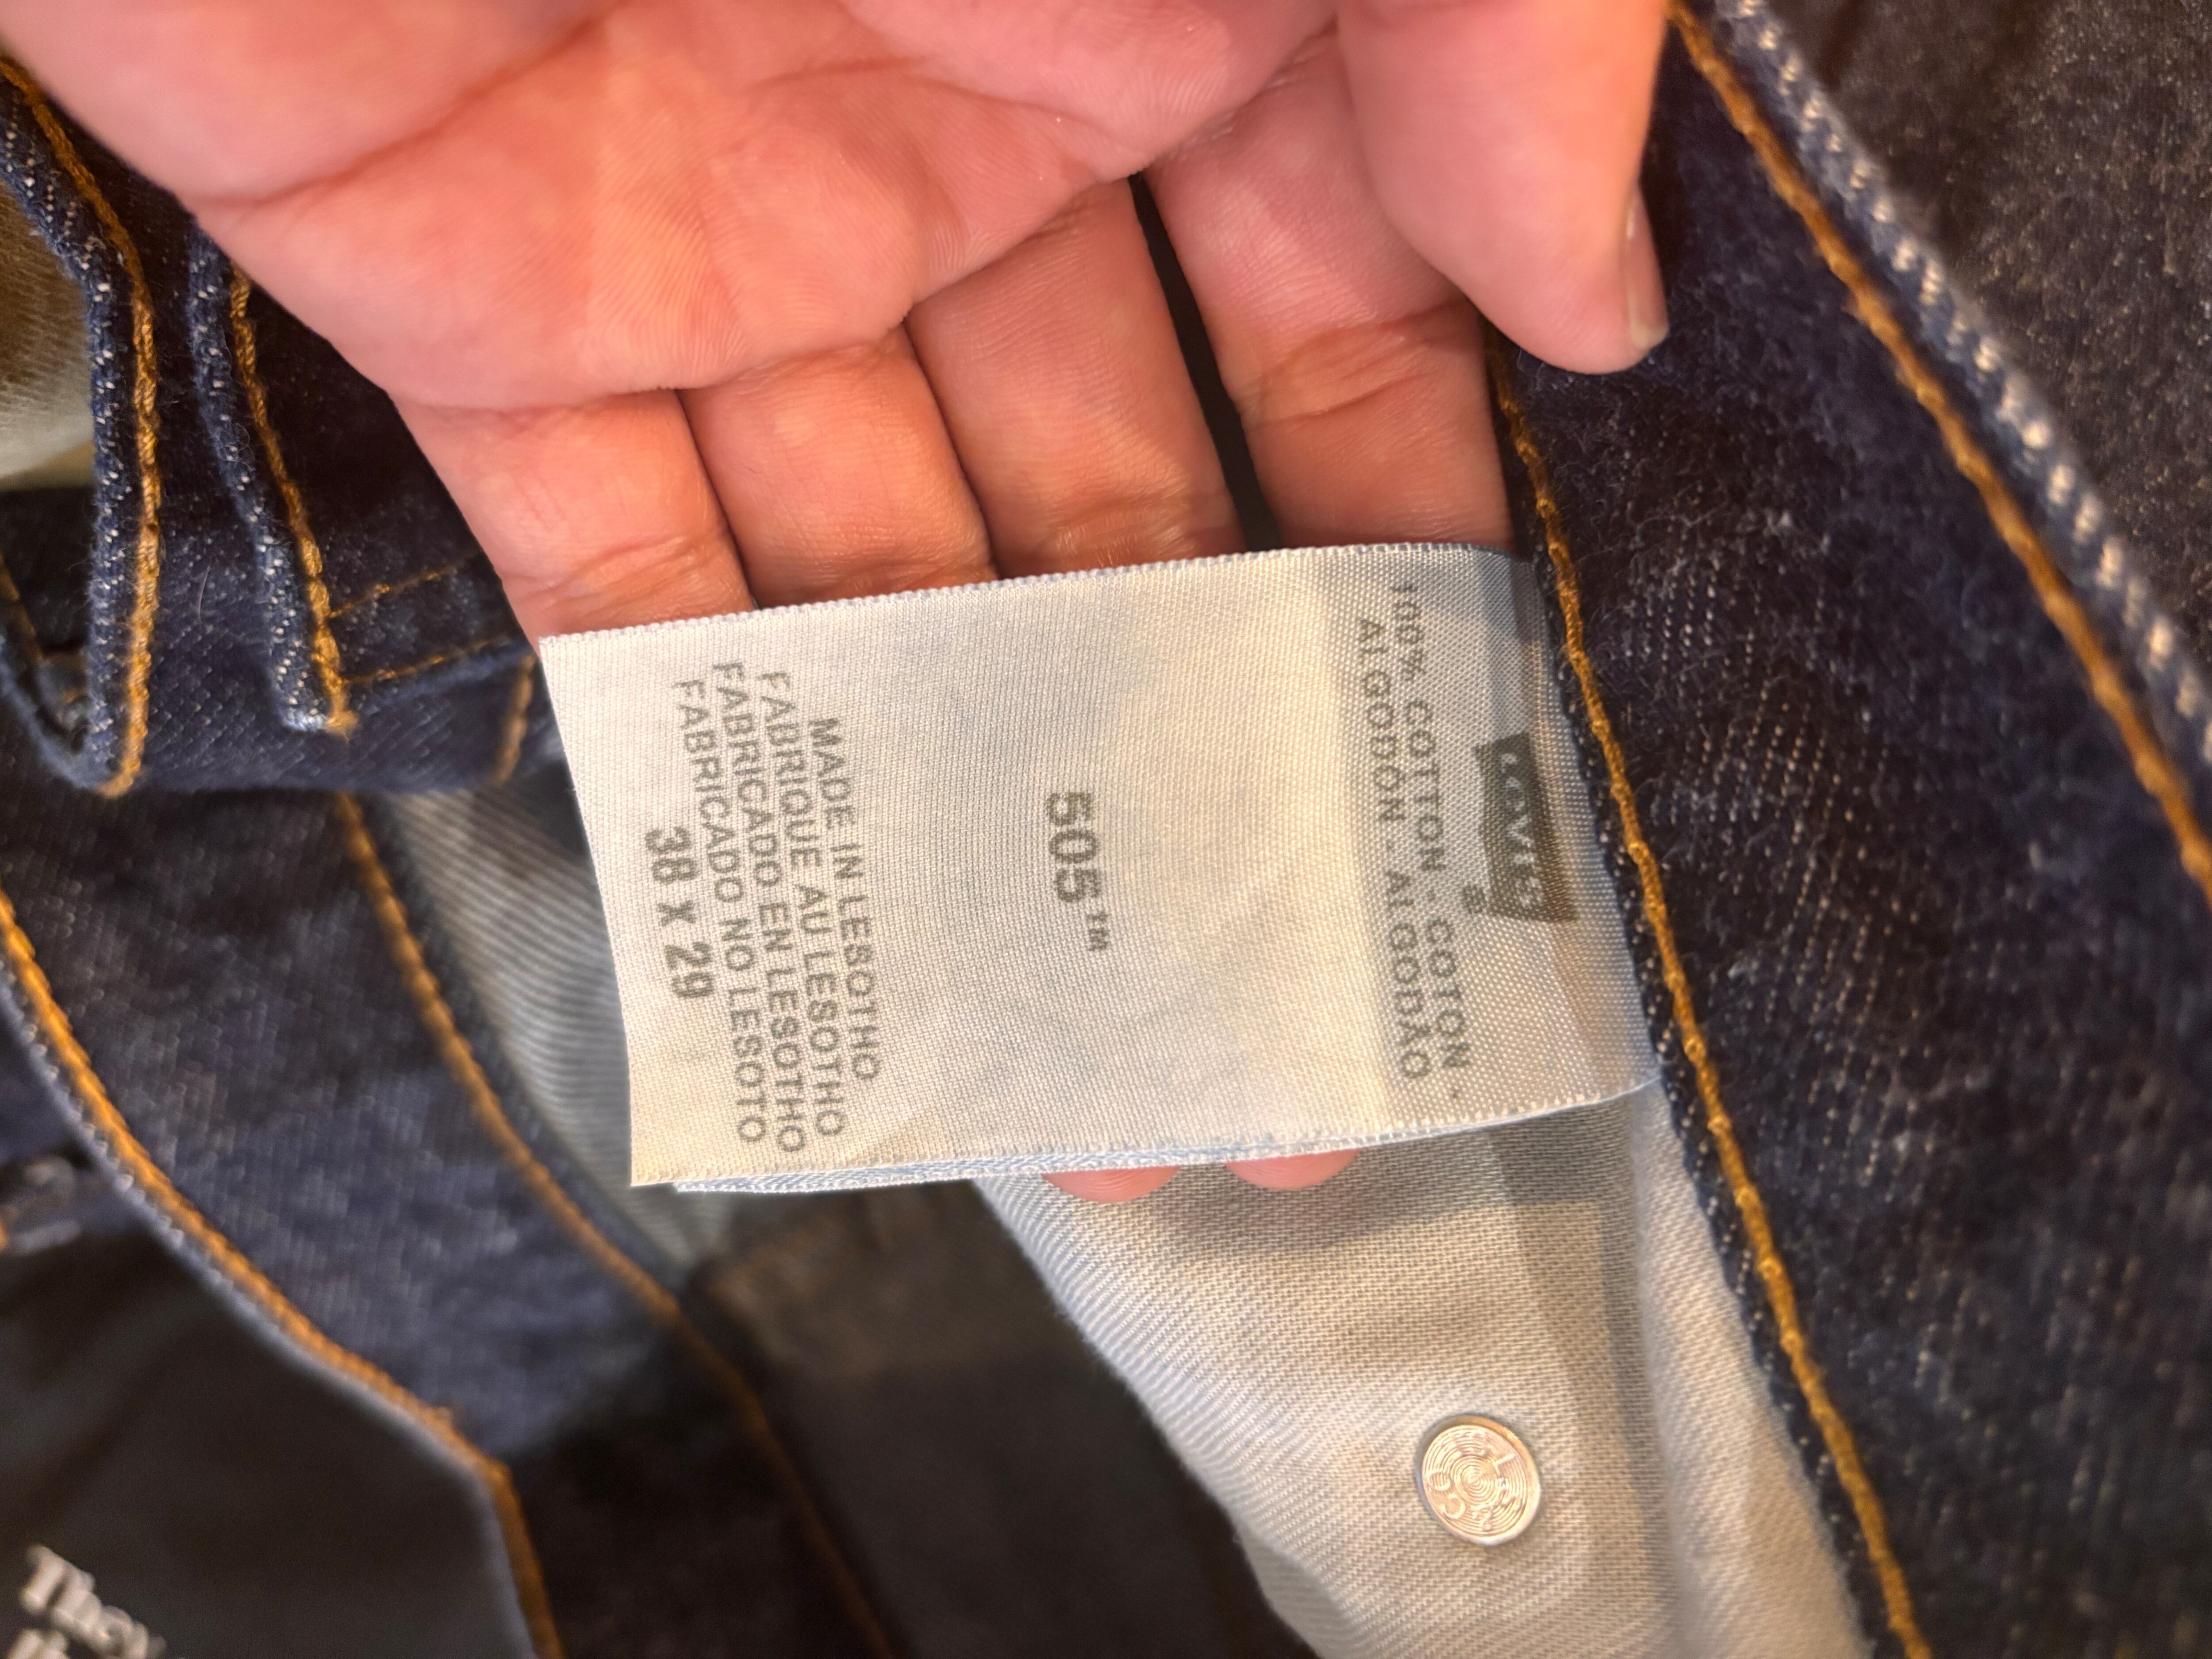 LEVI'S
®
100% COTTON - COTON -
ALGODÓN - ALGODÃO
505™
MADE IN LESOTHO
FABRIQUE AU LESOTHO
FABRICADO EN LESOTHO
FABRICADO NO LESOTO
38 X 29